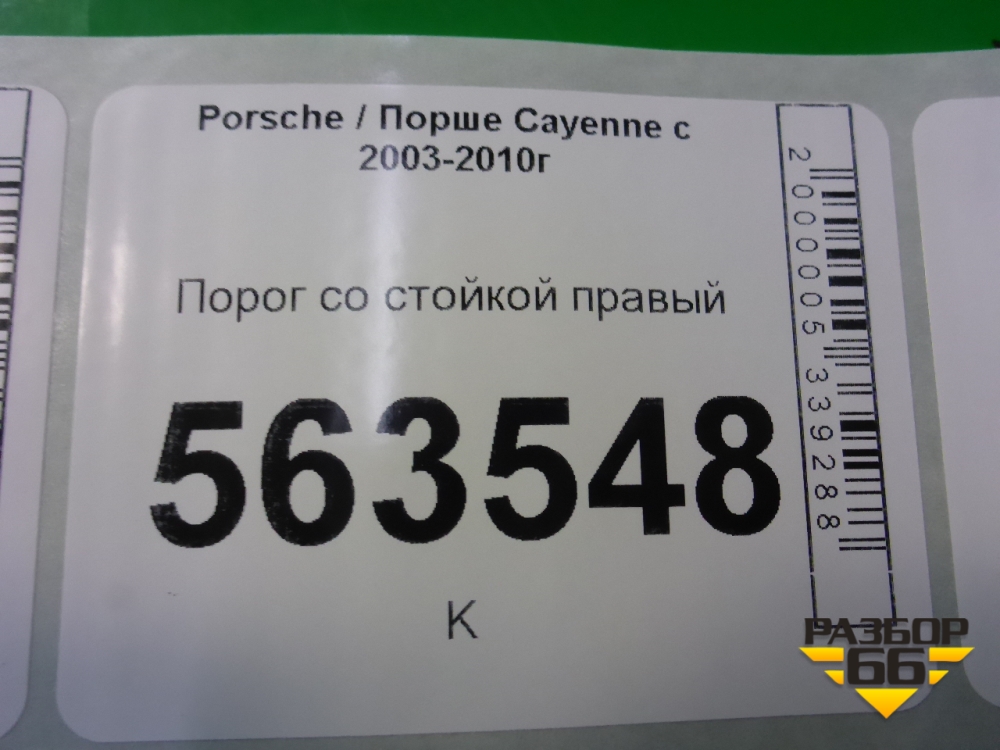 Porsche / Порше Cayenne с
2003-2010г
Порог со стойкой правый
563548
К
2000005339288
РАЗБОР
66